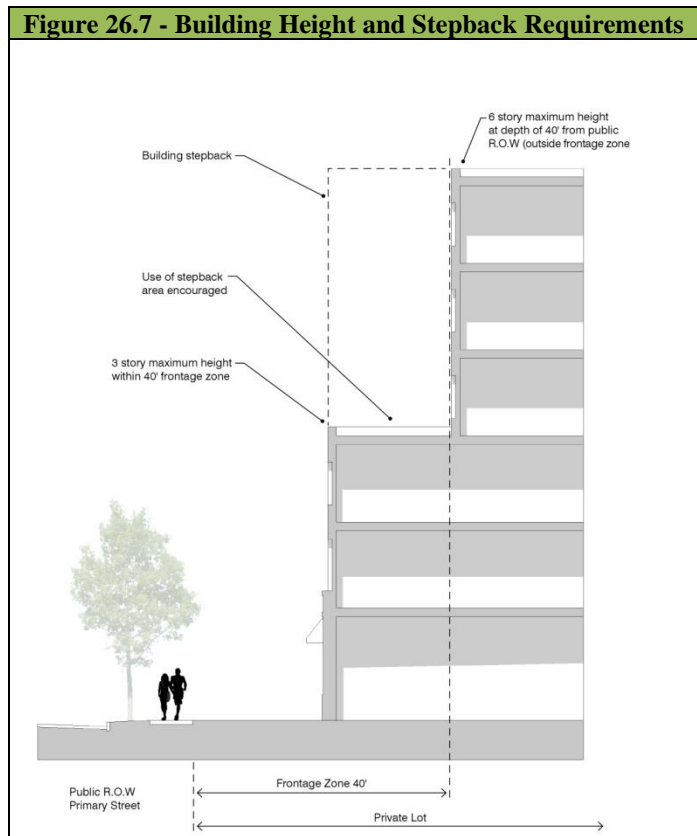 Figure 26.7 - Building Height and Stepback Requirements
6 story maximum height
at depth of 40' from public
R.O.W (outside frontage zone
Building stepback
Use of stepback
area encouraged
3 story maximum height
within 40' frontage zone
Public R.O.W
Primary Street
Frontage Zone 40'
Private Lot